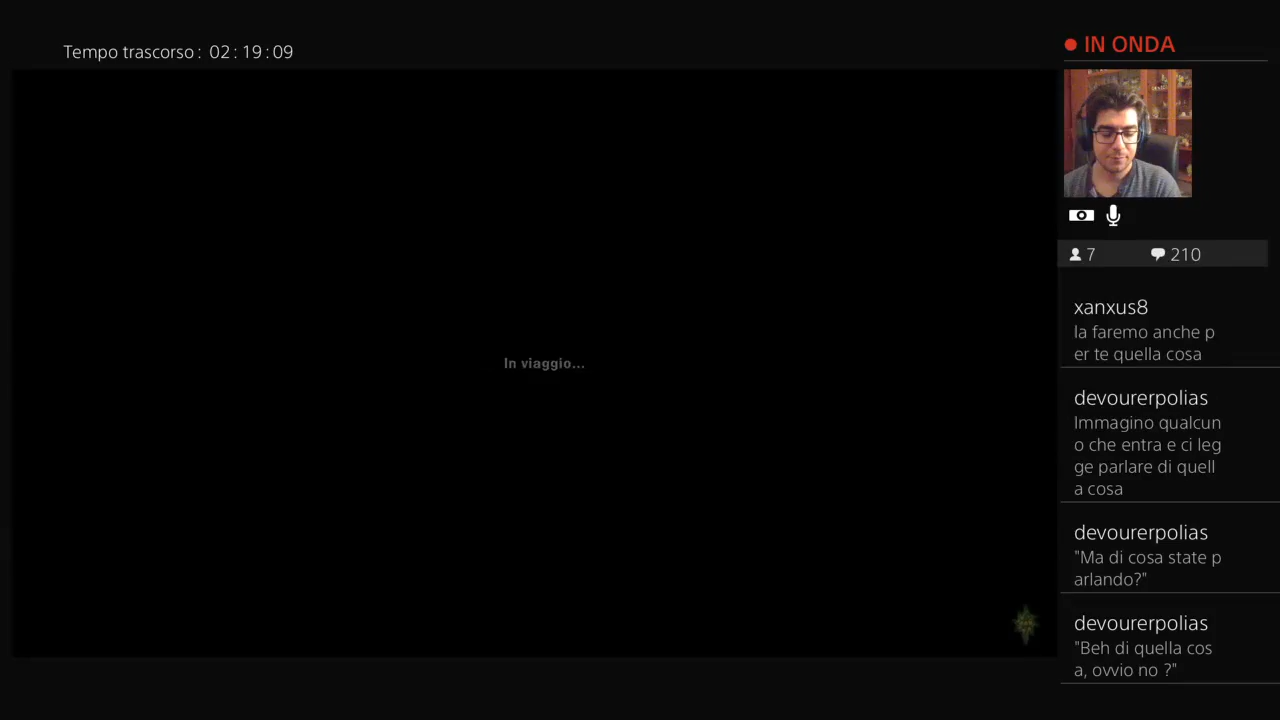 Tempo trascorso: 02:19:09
IN ONDA
7 210
In viaggio...
xanxus8
la faremo anche p
er te quella cosa
devourerpolias
Immagino qualcun
o che entra e ci leg
ge parlare di quell
a cosa
devourerpolias
"Ma di cosa state p
arlando?"
devourerpolias
"Beh di quella cos
a, ovvio no ?"